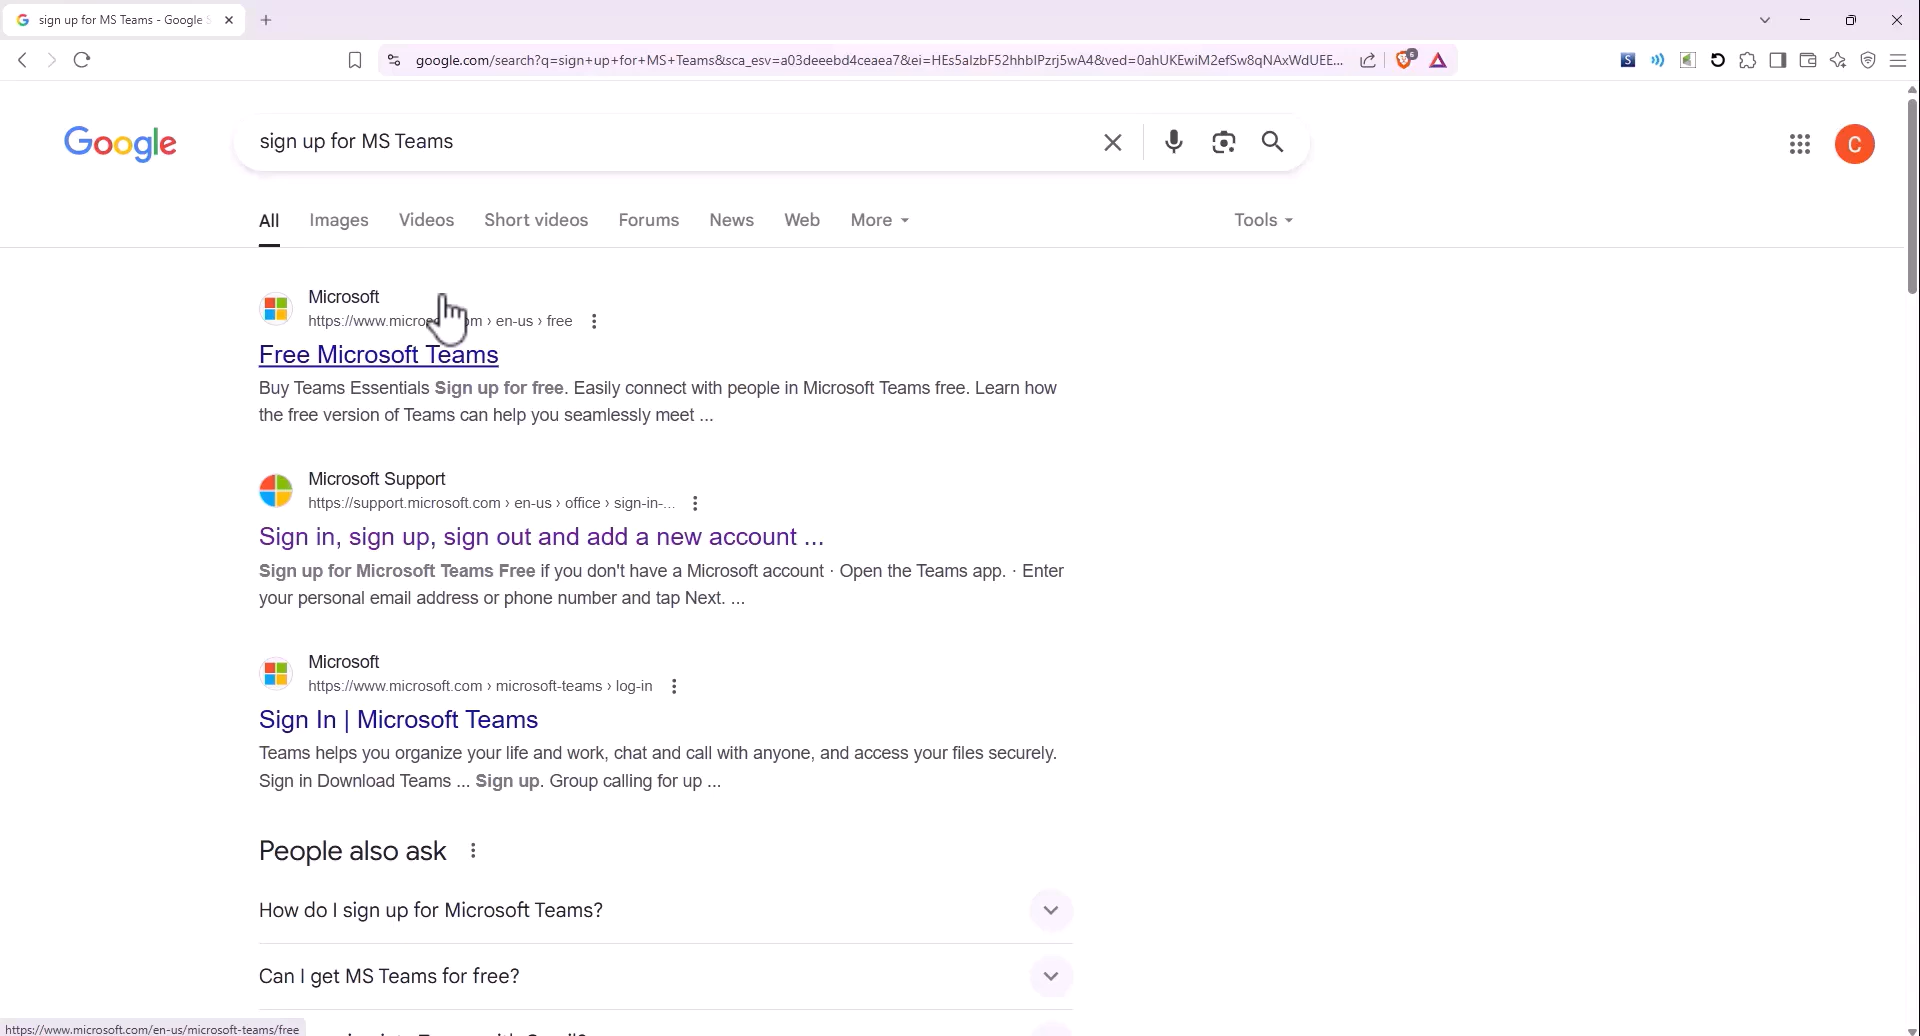 sign up for MS Teams - Google S
google.com/search?q=sign+up+for+MS+Teams&sca_esv=a03deeebd4ceaea7&ei=HEs5aIzbF52hhbIPzrj5wA4&ved=0ahUKEwiM2efSw8qNAxWdUEE...
6
S
Google
sign up for MS Teams
C
All Images Videos Short videos Forums News Web More Tools
Microsoft
https://www.micros om › en-us › free
Free Microsoft Teams
Buy Teams Essentials Sign up for free. Easily connect with people in Microsoft Teams free. Learn how
the free version of Teams can help you seamlessly meet ...
Microsoft Support
https://support.microsoft.com › en-us › office › sign-in-...
Sign in, sign up, sign out and add a new account ...
Sign up for Microsoft Teams Free if you don't have a Microsoft account · Open the Teams app. · Enter
your personal email address or phone number and tap Next. ...
Microsoft
https://www.microsoft.com › microsoft-teams › log-in
Sign In | Microsoft Teams
Teams helps you organize your life and work, chat and call with anyone, and access your files securely.
Sign in Download Teams ... Sign up. Group calling for up ...
People also ask
How do I sign up for Microsoft Teams?
Can I get MS Teams for free?
https://www.microsoft.com/en-us/microsoft-teams/free